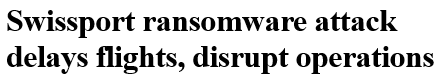 Swissport ransomware attack
delays flights, disrupt operations